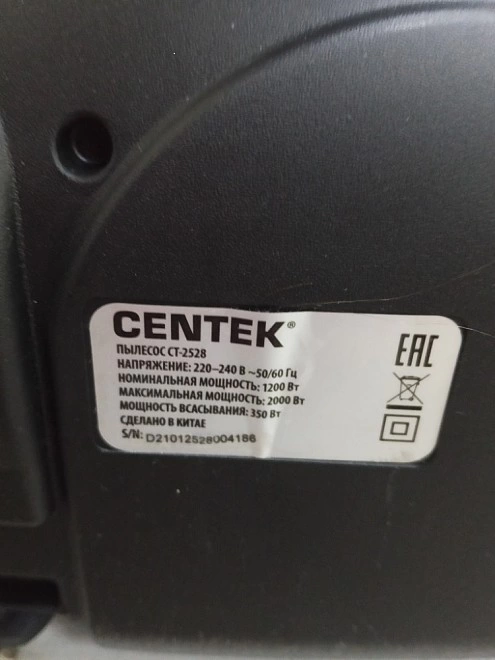 CENTEK®
ПЫЛЕСОС CT-2528
НАПРЯЖЕНИЕ: 220–240 В ~50/60 Гц
НОМИНАЛЬНАЯ МОЩНОСТЬ: 1200 Вт
МАКСИМАЛЬНАЯ МОЩНОСТЬ: 2000 Вт
МОЩНОСТЬ ВСАСЫВАНИЯ: 350 Вт
СДЕЛАНО В КИТАЕ
S/N: D21012528004186
EAC